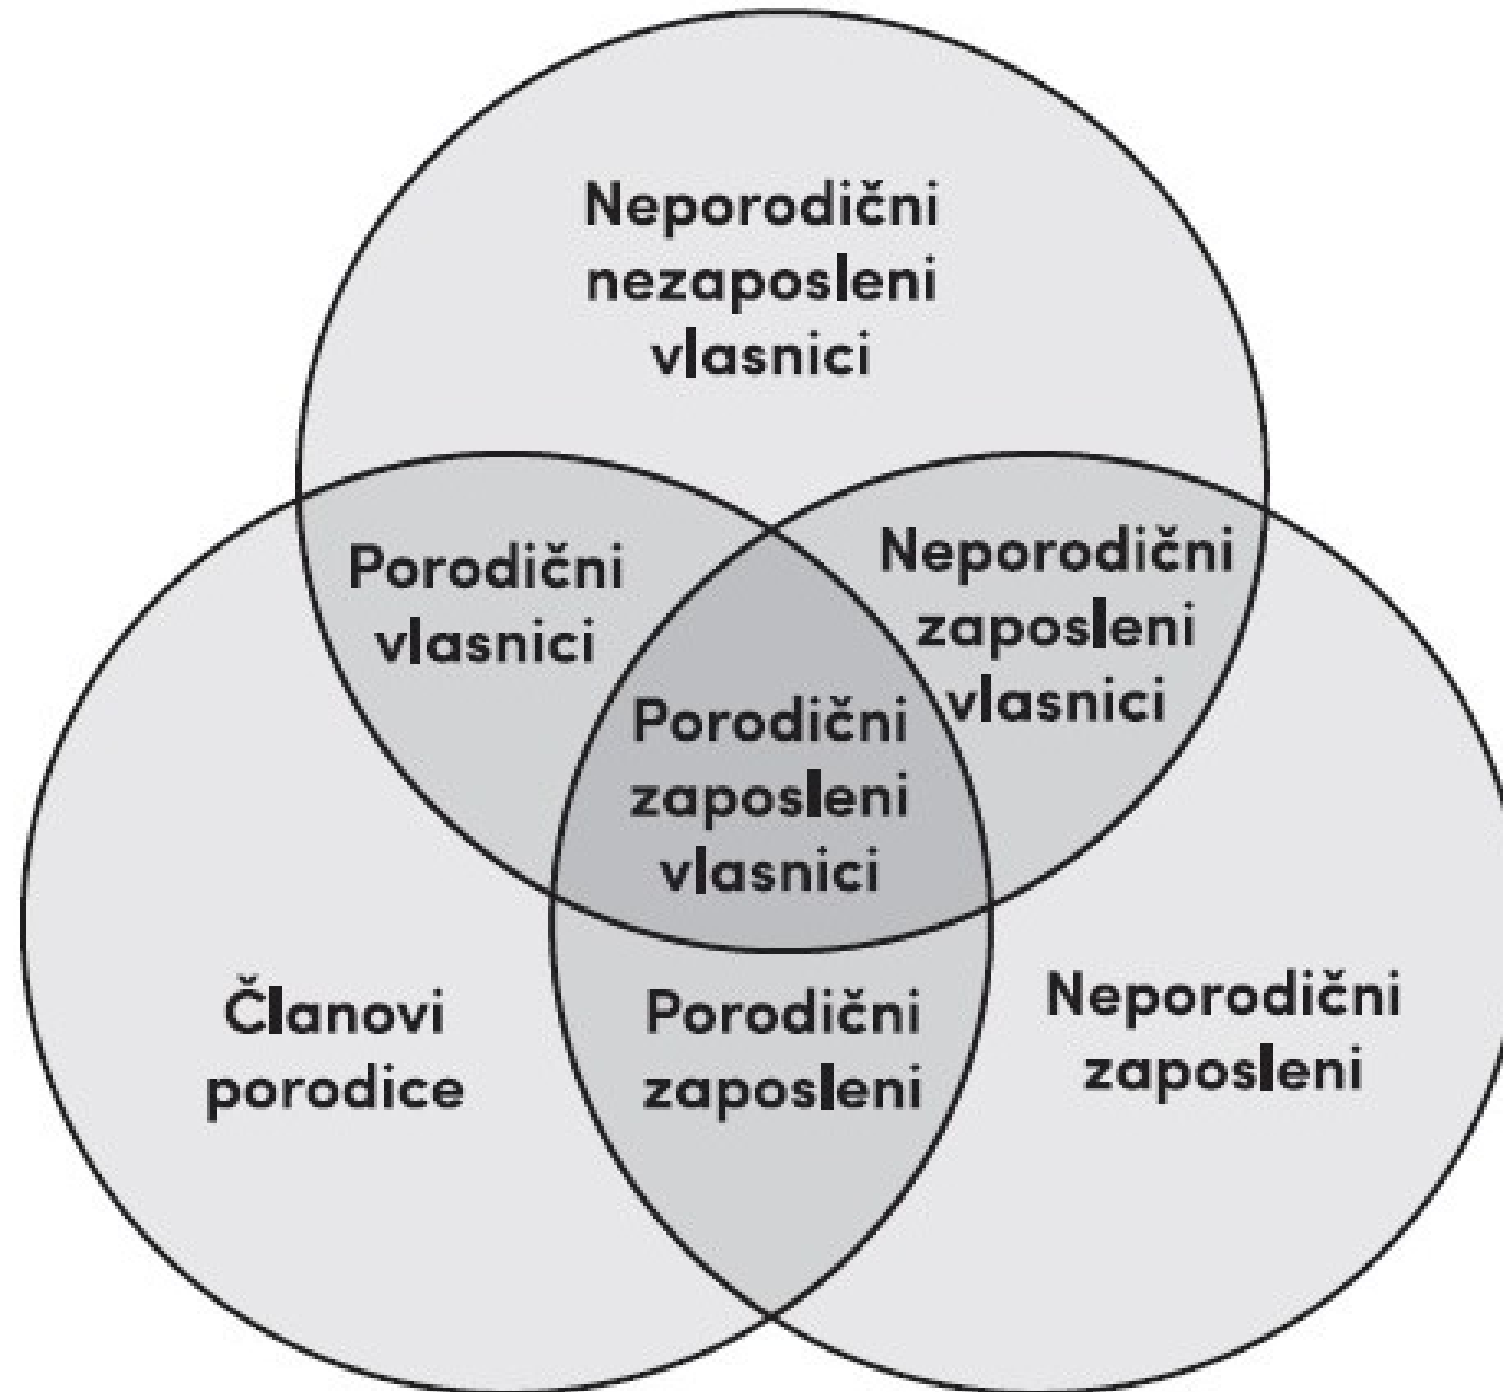 Neporodični
nezaposleni
vlasnici
Porodični
vlasnici
Neporodični
zaposleni
vlasnici
Porodični
zaposleni
vlasnici
Članovi
porodice
Porodični
zaposleni
Neporodični
zaposleni